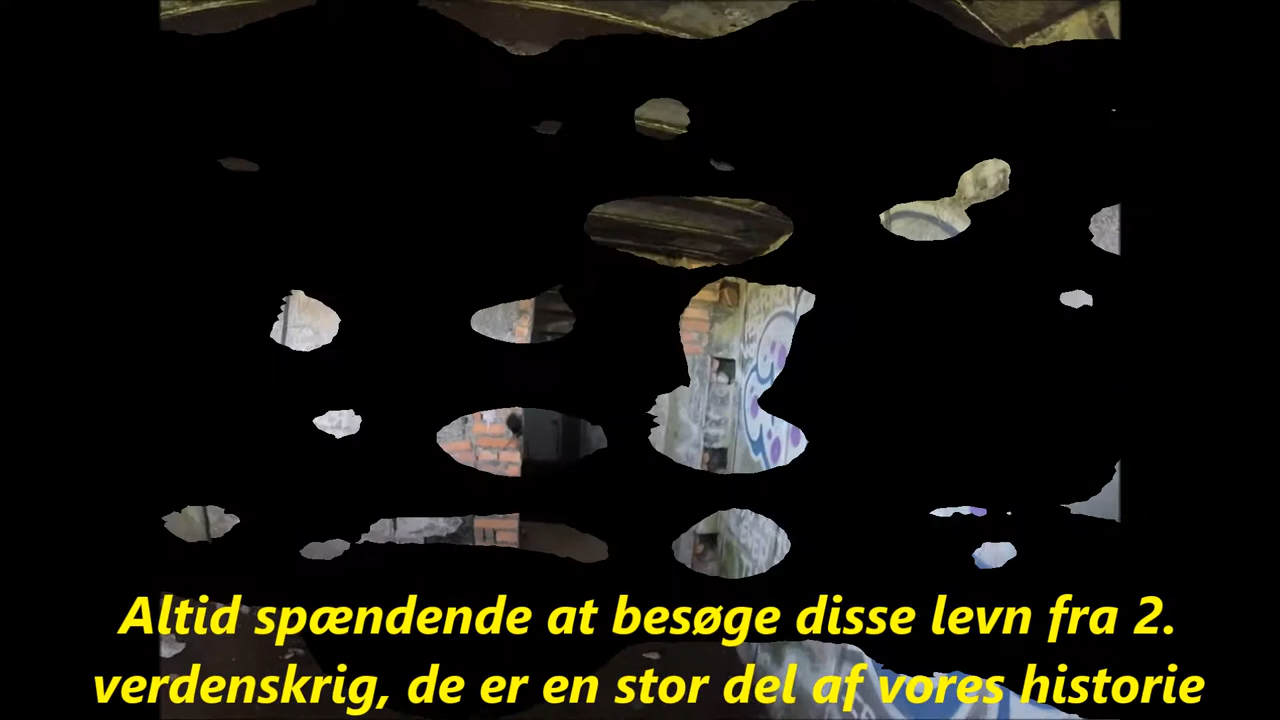 Altid spændende at besøge disse levn fra 2.
verdenskrig, de er en stor del af vores historie